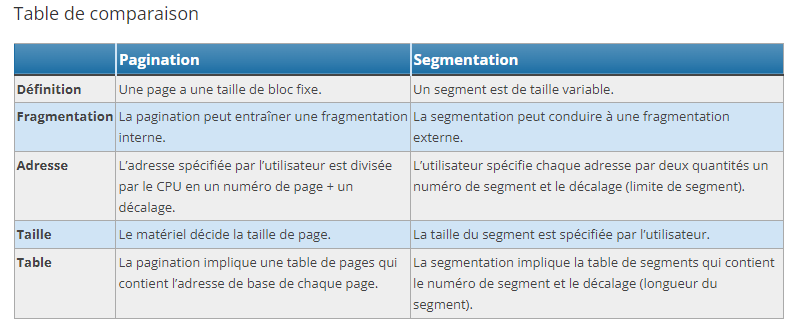 Table de comparaison
Pagination
Segmentation
Définition
Une page a une taille de bloc fixe.
Un segment est de taille variable.
Fragmentation
La pagination peut entraîner une fragmentation
interne.
La segmentation peut conduire à une fragmentation
externe.
Adresse
L’adresse spécifiée par l’utilisateur est divisée
par le CPU en un numéro de page + un
décalage.
L’utilisateur spécifie chaque adresse par deux quantités un
numéro de segment et le décalage (limite de segment).
Taille
Le matériel décide la taille de page.
La taille du segment est spécifiée par l’utilisateur.
Table
La pagination implique une table de pages qui
contient l’adresse de base de chaque page.
La segmentation implique la table de segments qui contient
le numéro de segment et le décalage (longueur du
segment).